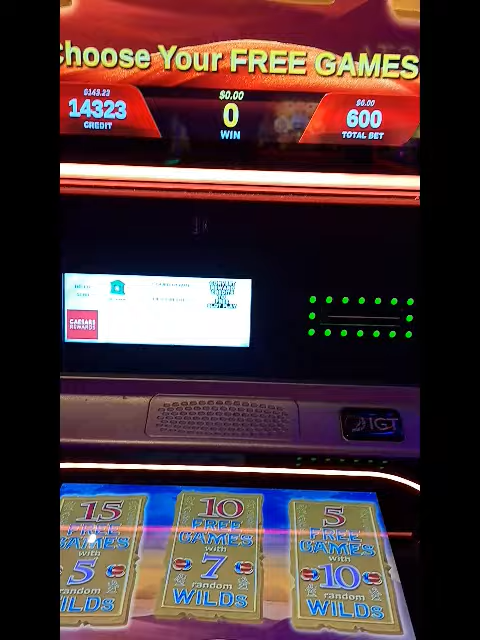 Choose Your FREE GAMES
$143.23
14323
CREDIT
$0.00
0
WIN
$0.00
600
TOTAL BET
CAESARS
REWARDS
IGT
15
FREE
GAMES
with
5
random
WILDS
10
FREE
GAMES
with
7
random
WILDS
5
FREE
GAMES
with
10
random
WILDS